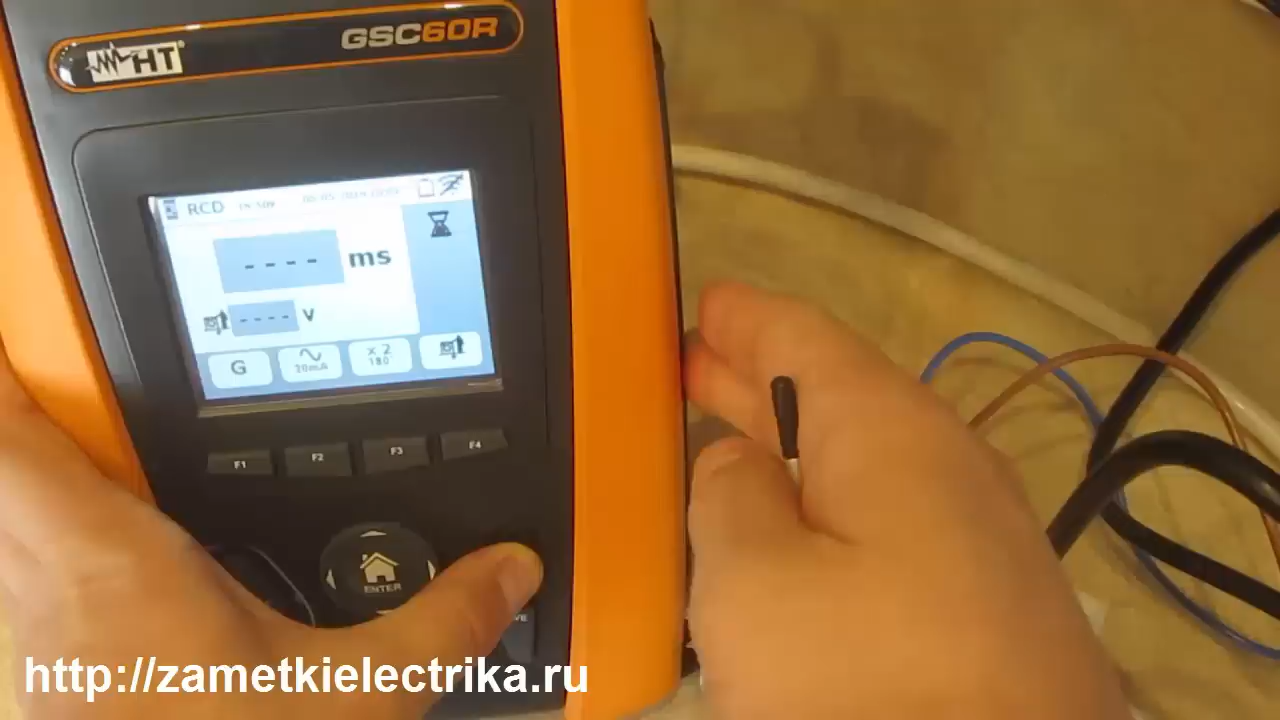 HT GSC60R
RCD
- - - - ms
- - - - V
G 20mA x 2 180°
F1 F2 F3 F4
ENTER
http://zametkielectrika.ru